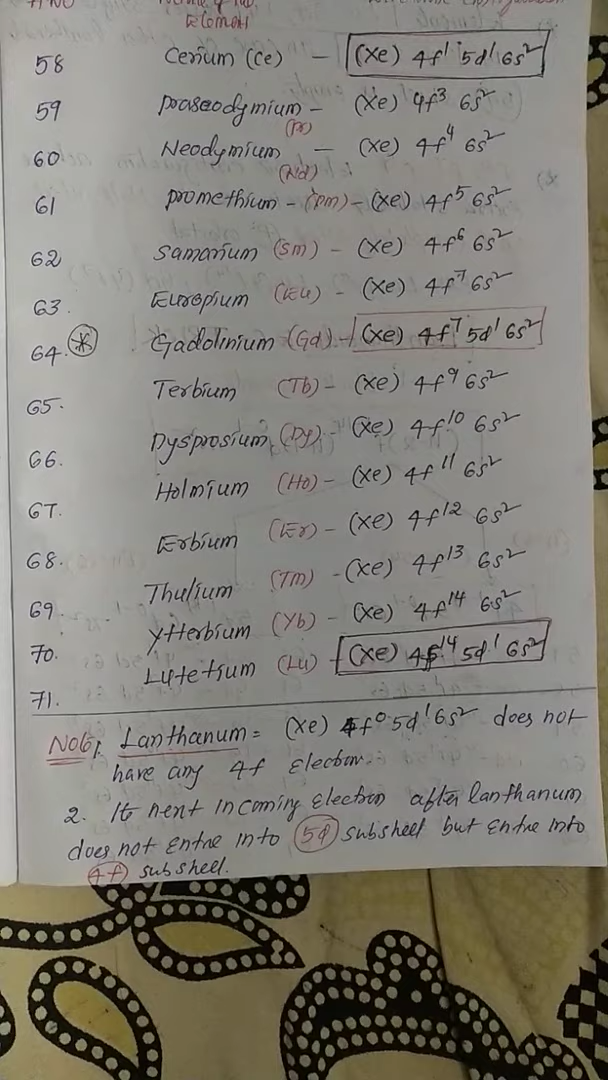 58 Cerium (Ce) - (Xe) 4f¹ 5d¹ 6s²
59 praseodymium - (Xe) 4f³ 6s²
(Pr)
60 Neodymium - (Xe) 4f⁴ 6s²
(Nd)
61 promethium - (Pm) - (Xe) 4f⁵ 6s²
62 Samarium (Sm) - (Xe) 4f⁶ 6s²
63. Europium (Eu) - (Xe) 4f⁷ 6s²
64. * Gadolinium (Gd) - (Xe) 4f⁷ 5d¹ 6s²
65. Terbium (Tb) - (Xe) 4f⁹ 6s²
66. Dysprosium (Dy) - (Xe) 4f¹⁰ 6s²
67. Holmium (Ho) - (Xe) 4f¹¹ 6s²
68. Erbium (Er) - (Xe) 4f¹² 6s²
69 Thulium (Tm) - (Xe) 4f¹³ 6s²
70. Ytterbium (Yb) - (Xe) 4f¹⁴ 6s²
71. Lutetium (Lu) - (Xe) 4f¹⁴ 5d¹ 6s²
Note, Lanthanum = (Xe) 4f⁰ 5d¹ 6s² does not
have any 4f Electron.
2. Its next incoming Electron after lanthanum
does not Entre into 5d subshell but Entre into
4f subshell.